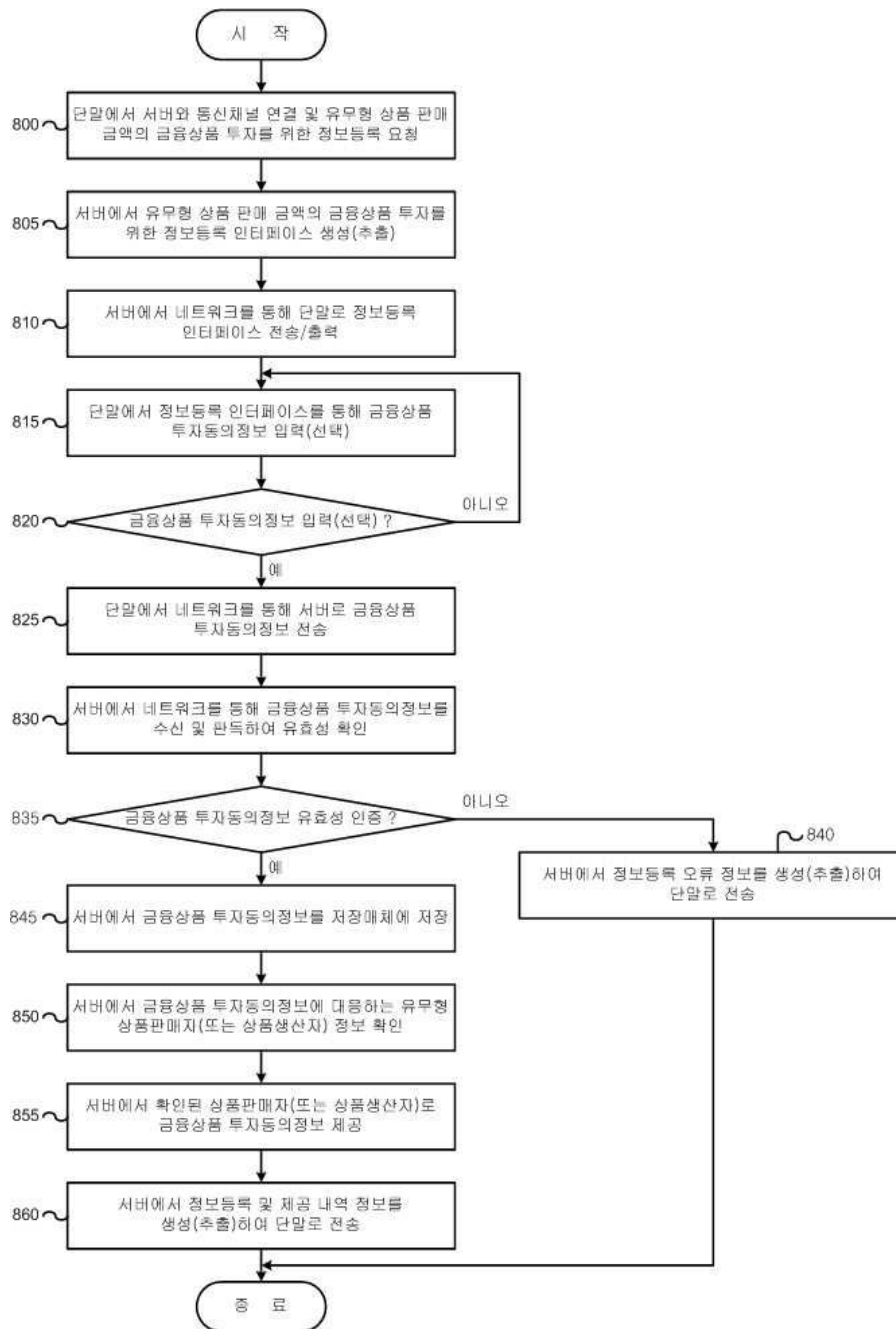 시 작
800
단말에서 서버와 통신채널 연결 및 유무형 상품 판매
금액의 금융상품 투자를 위한 정보등록 요청
805
서버에서 유무형 상품 판매 금액의 금융상품 투자를
위한 정보등록 인터페이스 생성(추출)
810
서버에서 네트워크를 통해 단말로 정보등록
인터페이스 전송/출력
815
단말에서 정보등록 인터페이스를 통해 금융상품
투자동의정보 입력(선택)
820
금융상품 투자동의정보 입력(선택) ?
아니오
예
825
단말에서 네트워크를 통해 서버로 금융상품
투자동의정보 전송
830
서버에서 네트워크를 통해 금융상품 투자동의정보를
수신 및 판독하여 유효성 확인
835
금융상품 투자동의정보 유효성 인증 ?
아니오
예
840
서버에서 정보등록 오류 정보를 생성(추출)하여
단말로 전송
845
서버에서 금융상품 투자동의정보를 저장매체에 저장
850
서버에서 금융상품 투자동의정보에 대응하는 유무형
상품판매자(또는 상품생산자) 정보 확인
855
서버에서 확인된 상품판매자(또는 상품생산자)로
금융상품 투자동의정보 제공
860
서버에서 정보등록 및 제공 내역 정보를
생성(추출)하여 단말로 전송
종 료